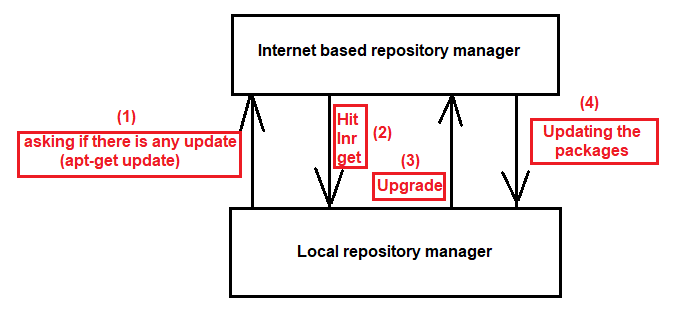 Internet based repository manager
(1)
asking if there is any update
(apt-get update)
Hit
Inr
get
(2)
(3)
Upgrade
(4)
Updating the
packages
Local repository manager